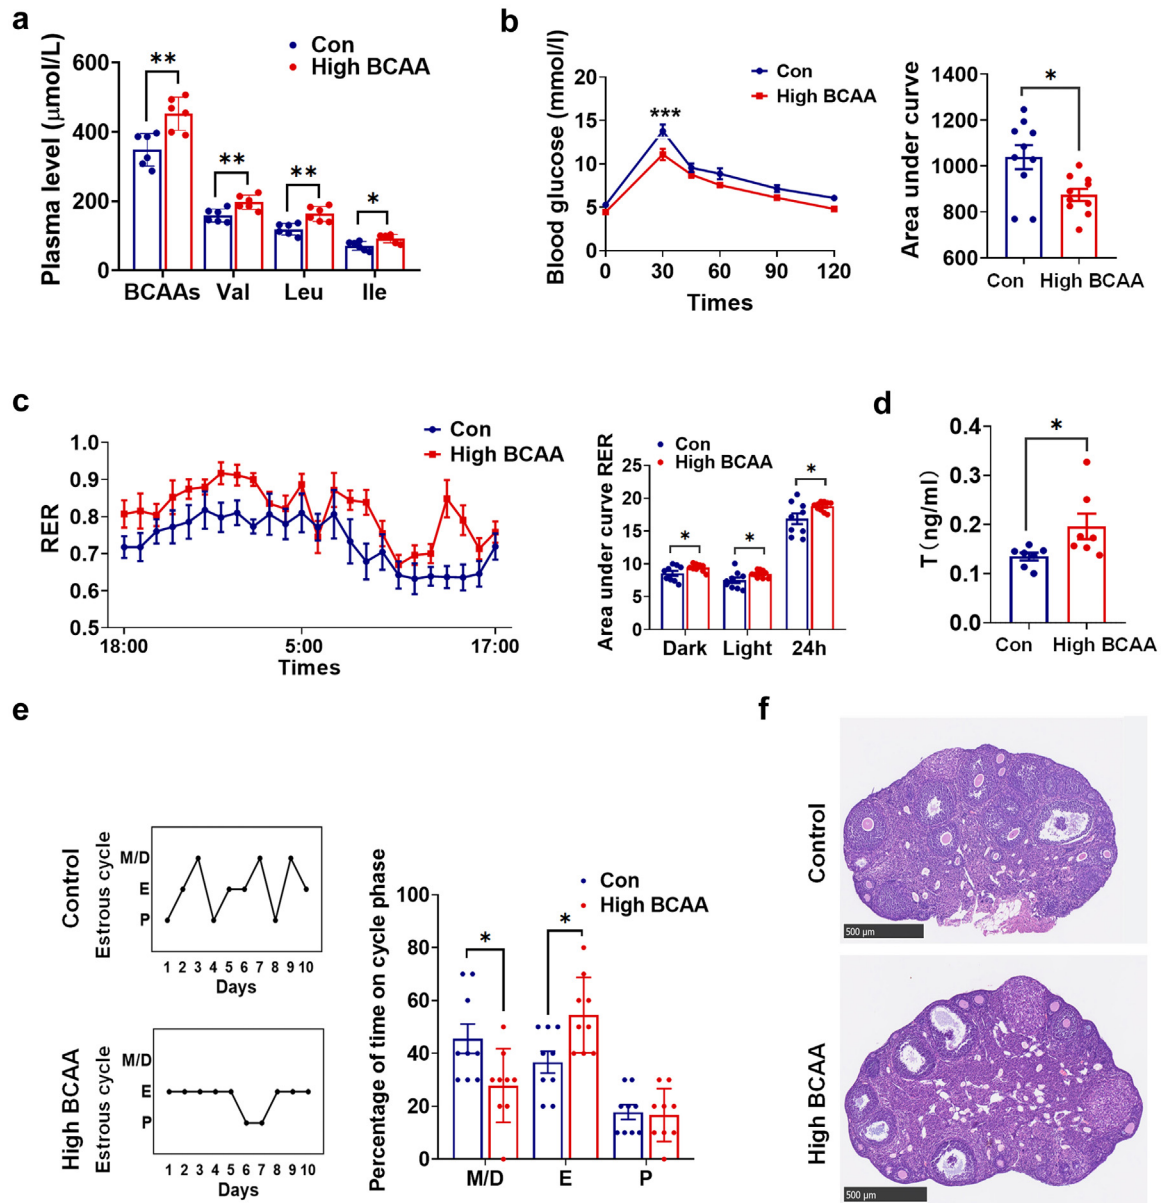 a
Plasma level (μmol/L)
Con
High BCAA
600
400
200
0
**
**
**
*
BCAAs Val Leu Ile
b
Blood glucose (mmol/l)
Con
High BCAA
20
15
10
5
0
***
0 30 60 90 120
Times
Area under curve
1400
1200
1000
800
600
*
Con High BCAA
c
RER
Con
High BCAA
1.0
0.9
0.8
0.7
0.6
0.5
18:00 5:00 17:00
Times
Area under curve RER
Con
High BCAA
25
20
15
10
5
0
*
*
*
Dark Light 24h
d
T (ng/ml)
0.4
0.3
0.2
0.1
0.0
*
Con High BCAA
e
Control
Estrous cycle
M/D
E
P
1 2 3 4 5 6 7 8 9 10
Days
High BCAA
Estrous cycle
M/D
E
P
1 2 3 4 5 6 7 8 9 10
Days
Percentage of time on cycle phase
Con
High BCAA
100
80
60
40
20
0
*
*
M/D E P
f
Control
500 μm
High BCAA
500 μm